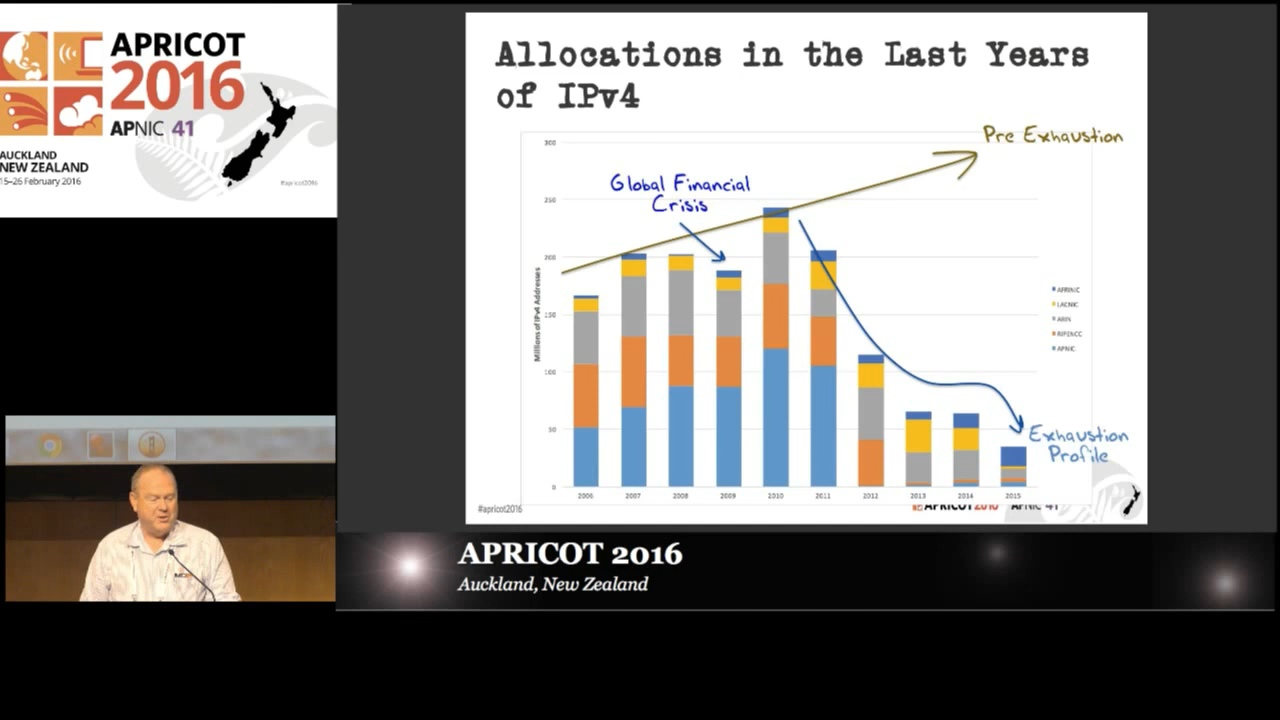 APRICOT
2016
APNIC 41
AUCKLAND
NEW ZEALAND
15–26 February 2016
#apricot2016
Allocations in the Last Years
of IPv4
Pre Exhaustion
Global Financial
Crisis
Millions of IPv4 Addresses
300
250
200
150
100
50
0
2006 2007 2008 2009 2010 2011 2012 2013 2014 2015
AFRINIC
LACNIC
ARIN
RIPENCC
APNIC
Exhaustion
Profile
#apricot2016
APRICOT 2016 APNIC 41
APRICOT 2016
Auckland, New Zealand